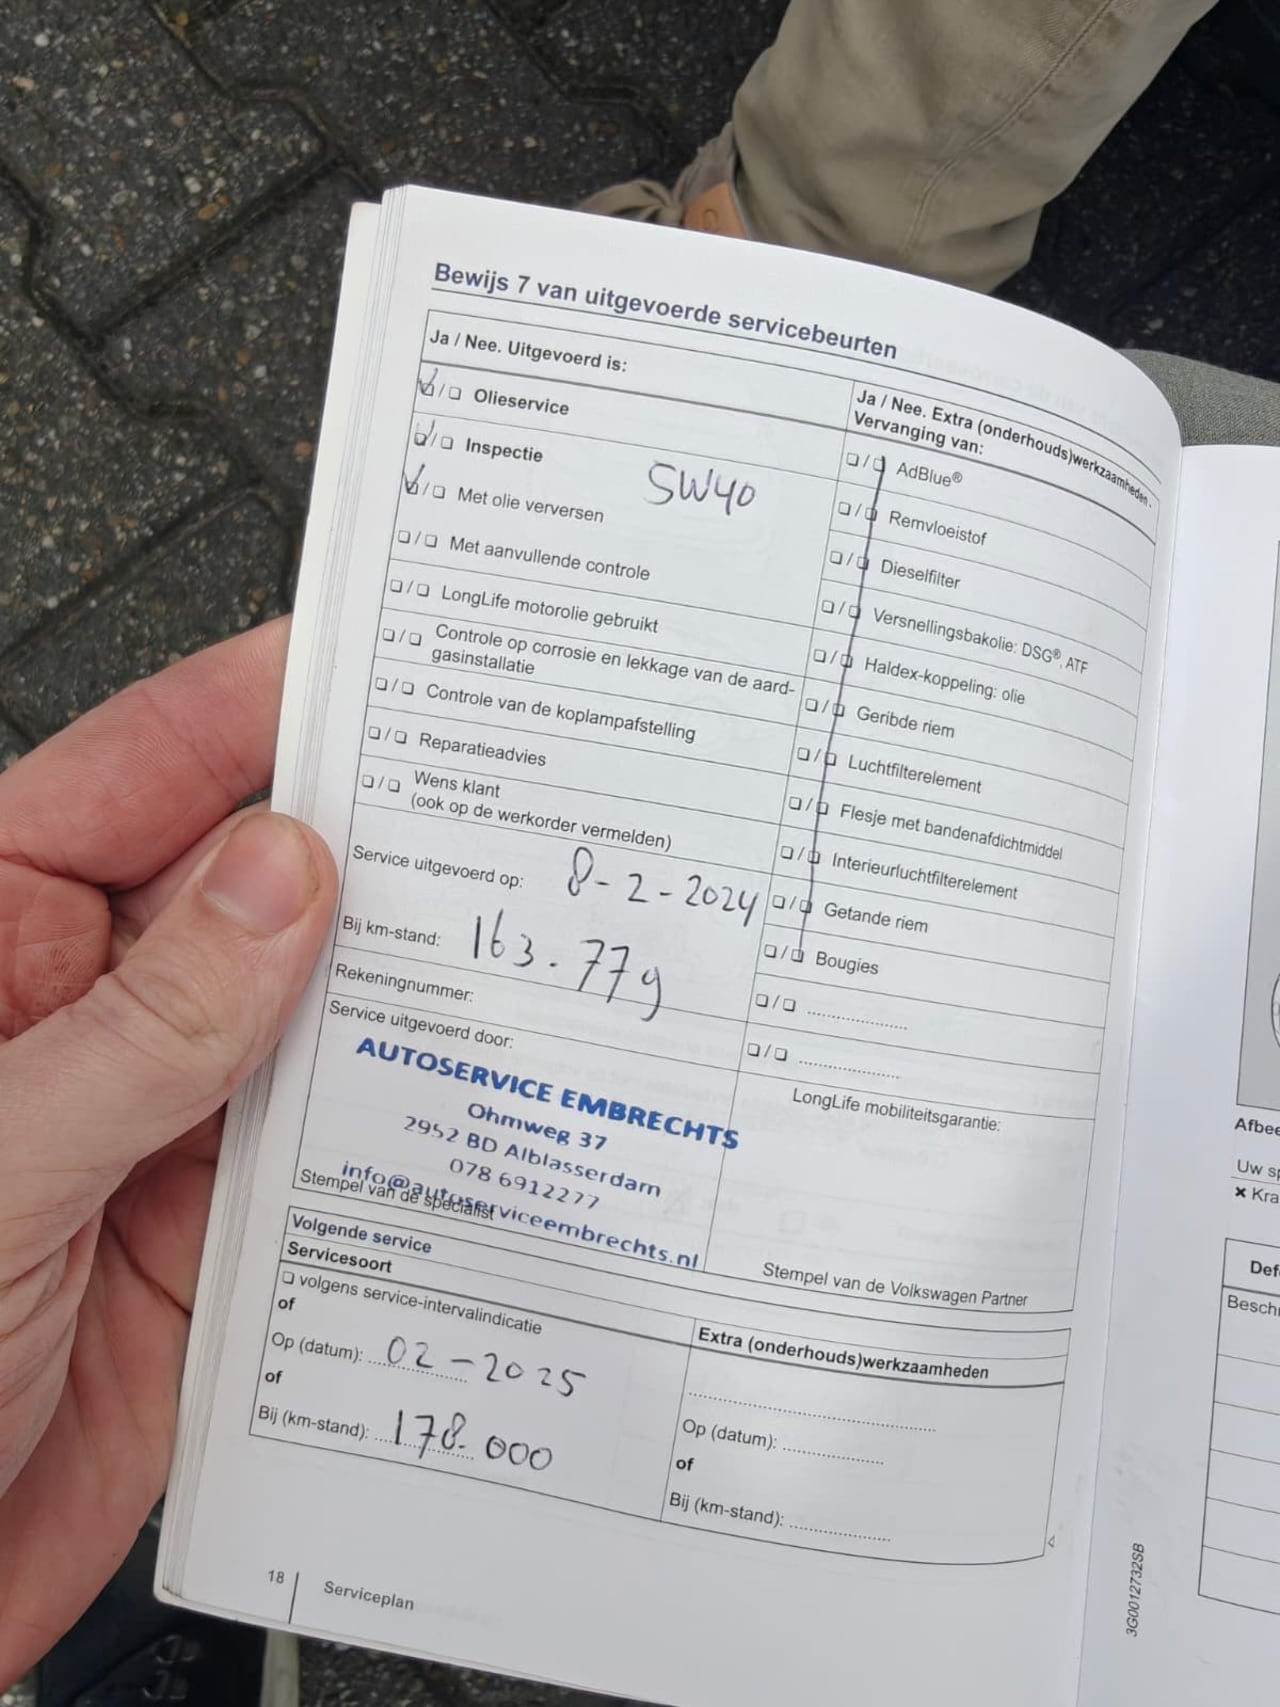 Bewijs 7 van uitgevoerde servicebeurten
Ja / Nee. Uitgevoerd is:
☑/❑ Olieservice
☑/❑ Inspectie
5W40
☑/❑ Met olie verversen
❑/❑ Met aanvullende controle
❑/❑ LongLife motorolie gebruikt
❑/❑ Controle op corrosie en lekkage van de aard-
gasinstallatie
❑/❑ Controle van de koplampafstelling
❑/❑ Reparatieadvies
❑/❑ Wens klant
(ook op de werkorder vermelden)
Service uitgevoerd op: 8-2-2024
Bij km-stand: 163.779
Rekeningnummer:
Service uitgevoerd door:
AUTOSERVICE EMBRECHTS
Ohmweg 37
2952 BD Alblasserdam
078 6912277
info@autoserviceembrechts.nl
Stempel van de specialist
Ja / Nee. Extra (onderhouds)werkzaamheden -
Vervanging van:
❑/❑ AdBlue®
❑/❑ Remvloeistof
❑/❑ Dieselfilter
❑/❑ Versnellingsbakolie: DSG®, ATF
❑/❑ Haldex-koppeling: olie
❑/❑ Geribde riem
❑/❑ Luchtfilterelement
❑/❑ Flesje met bandenafdichtmiddel
❑/❑ Interieurluchtfilterelement
❑/❑ Getande riem
❑/❑ Bougies
❑/❑ ....................
❑/❑ ....................
LongLife mobiliteitsgarantie:
Stempel van de Volkswagen Partner
Volgende service
Servicesoort
❑ volgens service-intervalindicatie
of
Op (datum): 02-2025
of
Bij (km-stand): 178.000
Extra (onderhouds)werkzaamheden
..................................................
Op (datum): ....................
of
Bij (km-stand): ....................
18
Serviceplan
3G0012732SB
Afbee
Uw sp
✖ Kra
Defe
Beschr